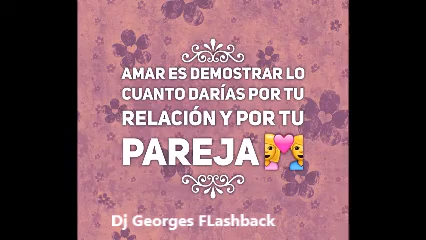 AMAR ES DEMOSTRAR LO
CUANTO DARÍAS POR TU
RELACIÓN Y POR TU
PAREJA 💏
Dj Georges FLashback